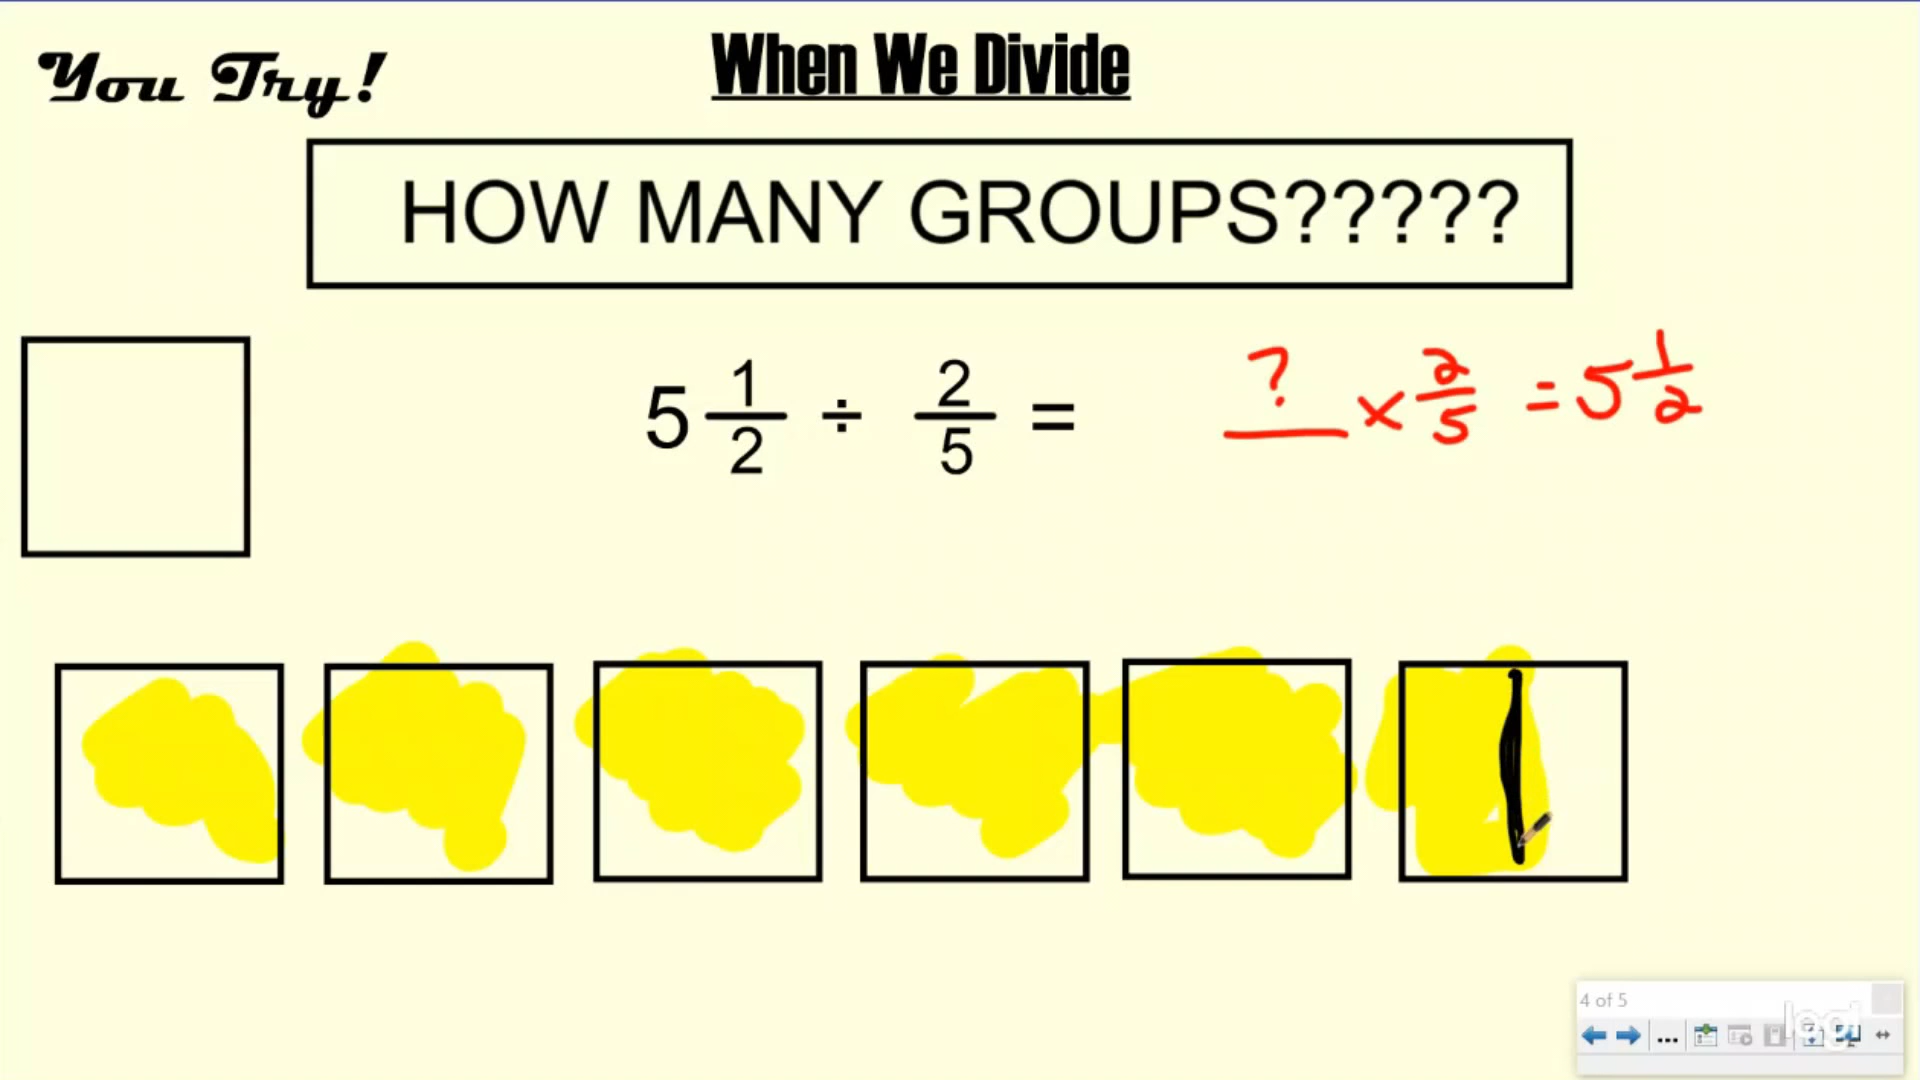 You Try!
When We Divide
HOW MANY GROUPS?????
5 1/2 ÷ 2/5 =
? × 2/5 = 5 1/2
4 of 5
logi